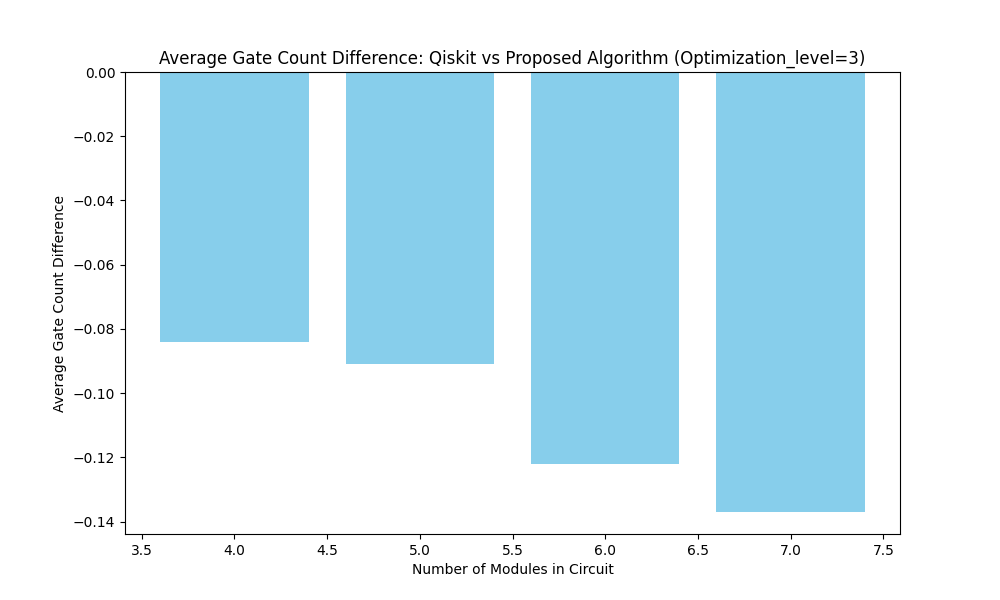 Average Gate Count Difference: Qiskit vs Proposed Algorithm (Optimization_level=3)
Average Gate Count Difference
0.00
−0.02
−0.04
−0.06
−0.08
−0.10
−0.12
−0.14
3.5 4.0 4.5 5.0 5.5 6.0 6.5 7.0 7.5
Number of Modules in Circuit